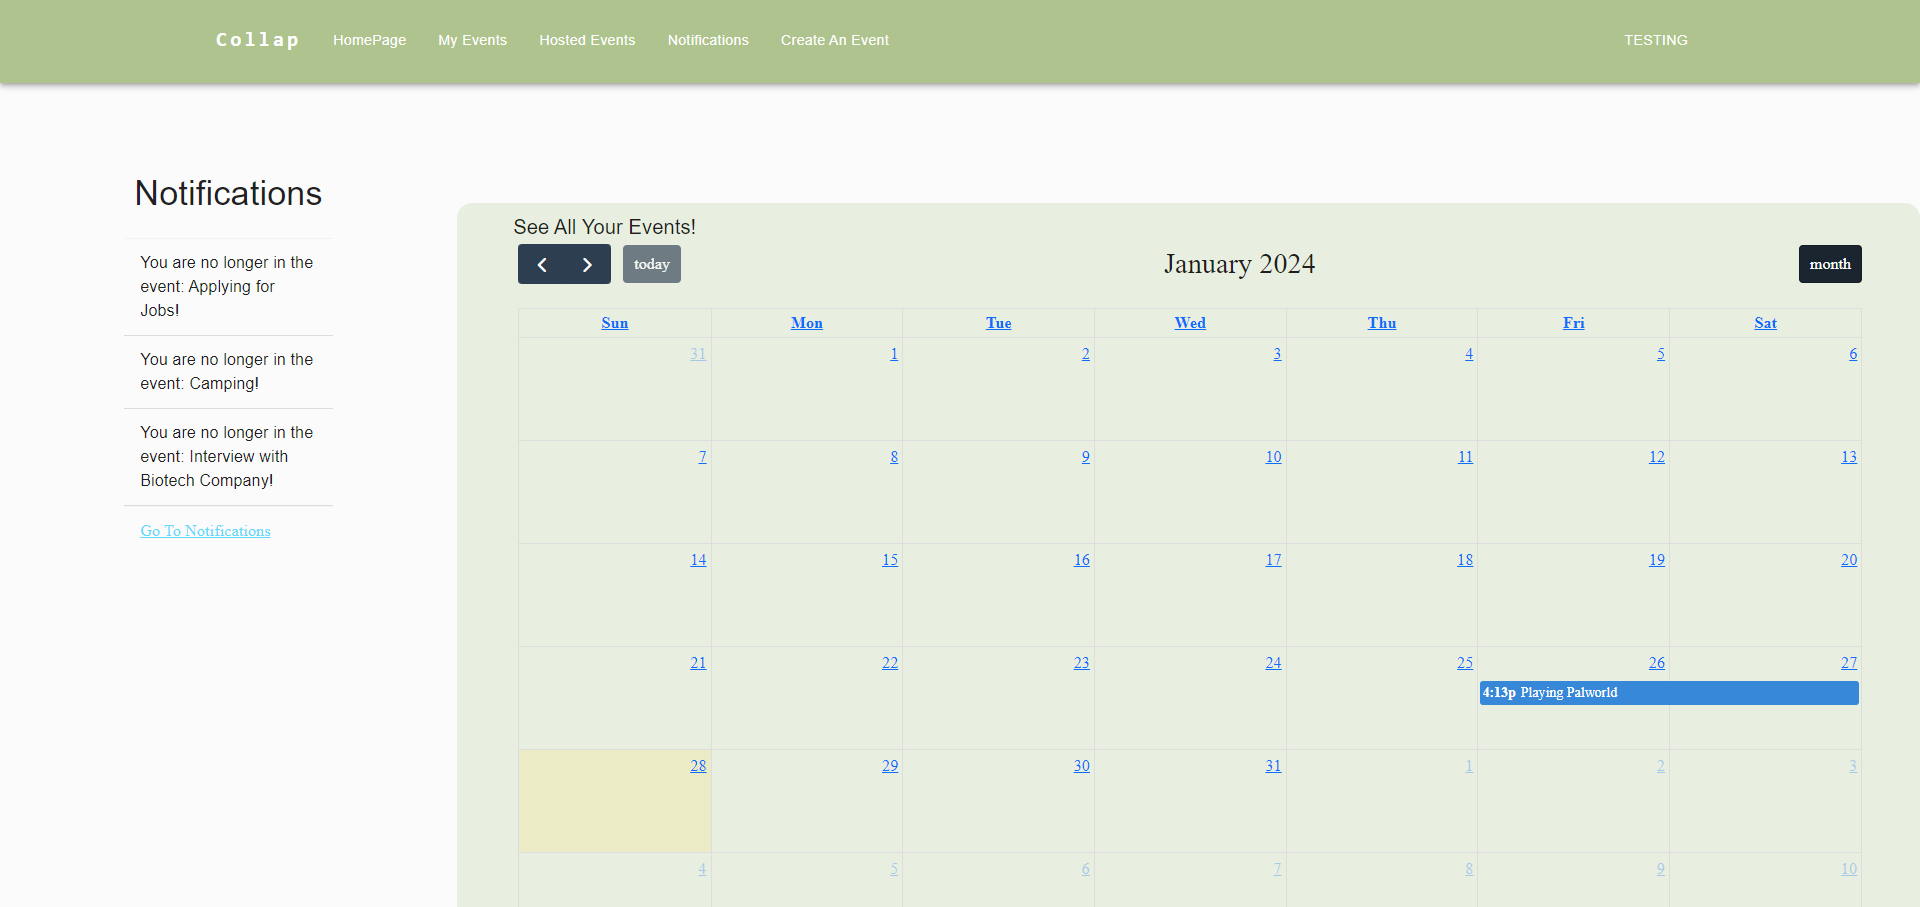 Collap HomePage My Events Hosted Events Notifications Create An Event TESTING
Notifications
You are no longer in the
event: Applying for
Jobs!
You are no longer in the
event: Camping!
You are no longer in the
event: Interview with
Biotech Company!
Go To Notifications
See All Your Events!
today January 2024 month
Sun Mon Tue Wed Thu Fri Sat
31 1 2 3 4 5 6
7 8 9 10 11 12 13
14 15 16 17 18 19 20
21 22 23 24 25 26 27
4:13p Playing Palworld
28 29 30 31 1 2 3
4 5 6 7 8 9 10